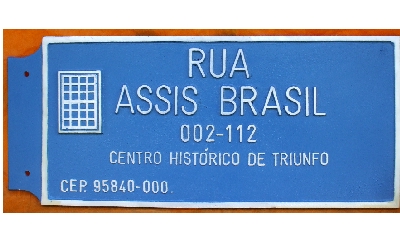 RUA
ASSIS BRASIL
002-112
CENTRO HISTÓRICO DE TRIUNFO
CEP. 95840-000.